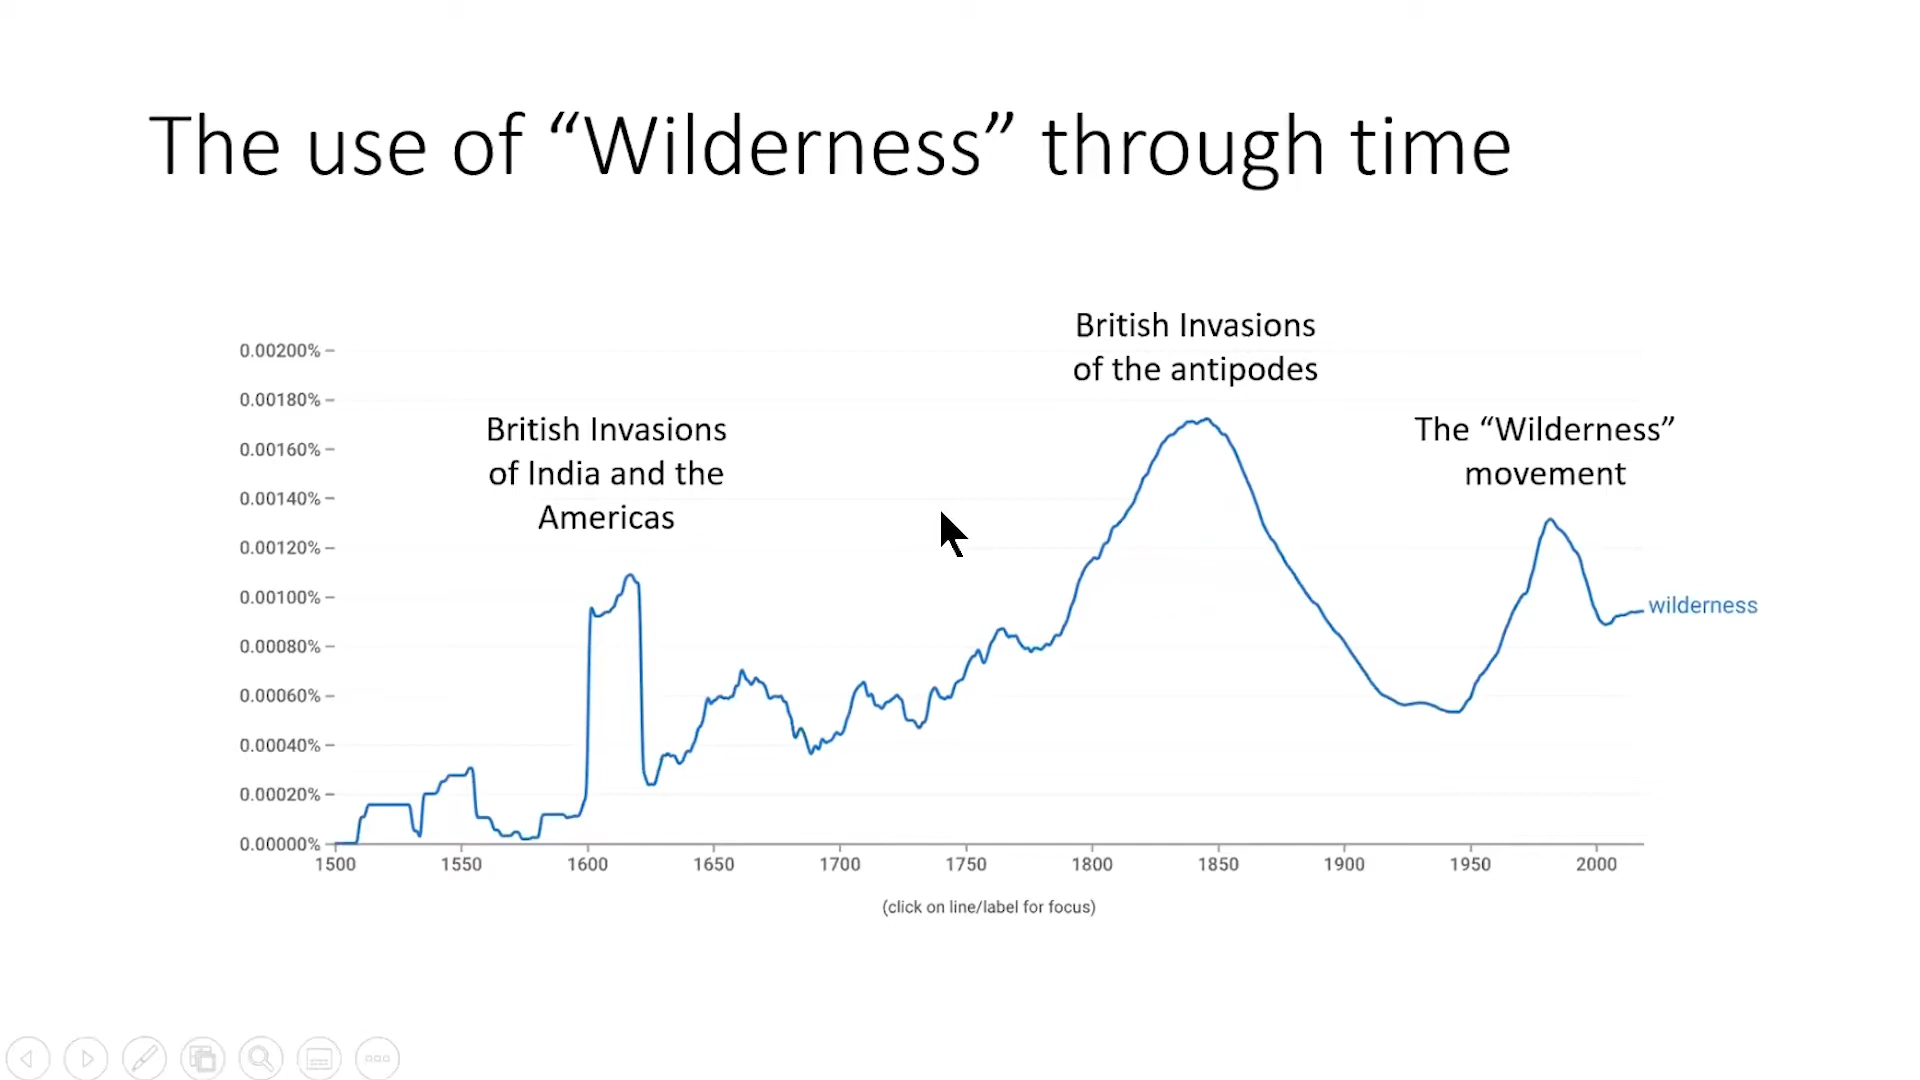 The use of “Wilderness” through time
British Invasions
of the antipodes
British Invasions
of India and the
Americas
The “Wilderness”
movement
0.00200%
0.00180%
0.00160%
0.00140%
0.00120%
0.00100%
0.00080%
0.00060%
0.00040%
0.00020%
0.00000%
wilderness
1500 1550 1600 1650 1700 1750 1800 1850 1900 1950 2000
(click on line/label for focus)